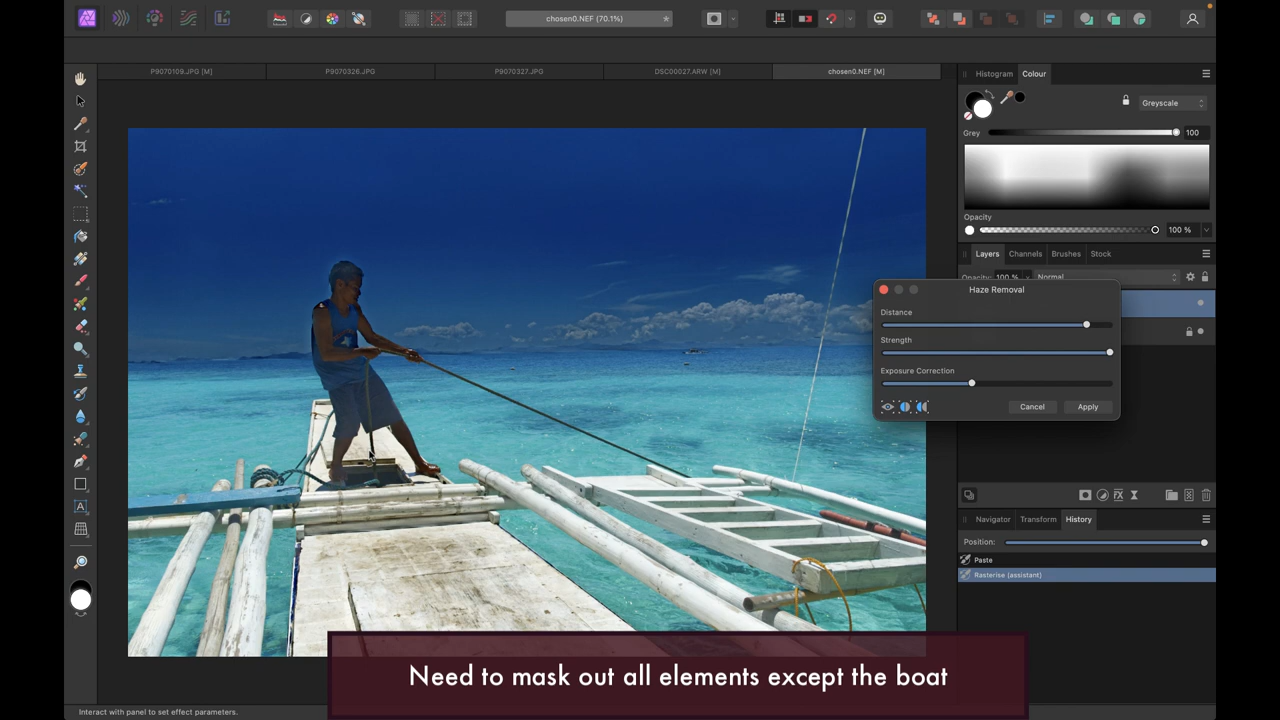 chosen0.NEF (70.1%)
P9070109.JPG [M]
P9070326.JPG
P9070327.JPG
DSC00027.ARW [M]
chosen0.NEF [M]
Histogram
Colour
Greyscale
Grey
100
Opacity
100 %
Layers
Channels
Brushes
Stock
Opacity: 100 %
Normal
Haze Removal
Distance
Strength
Exposure Correction
Cancel
Apply
Navigator
Transform
History
Position:
Paste
Rasterise (assistant)
Need to mask out all elements except the boat
Interact with panel to set effect parameters.